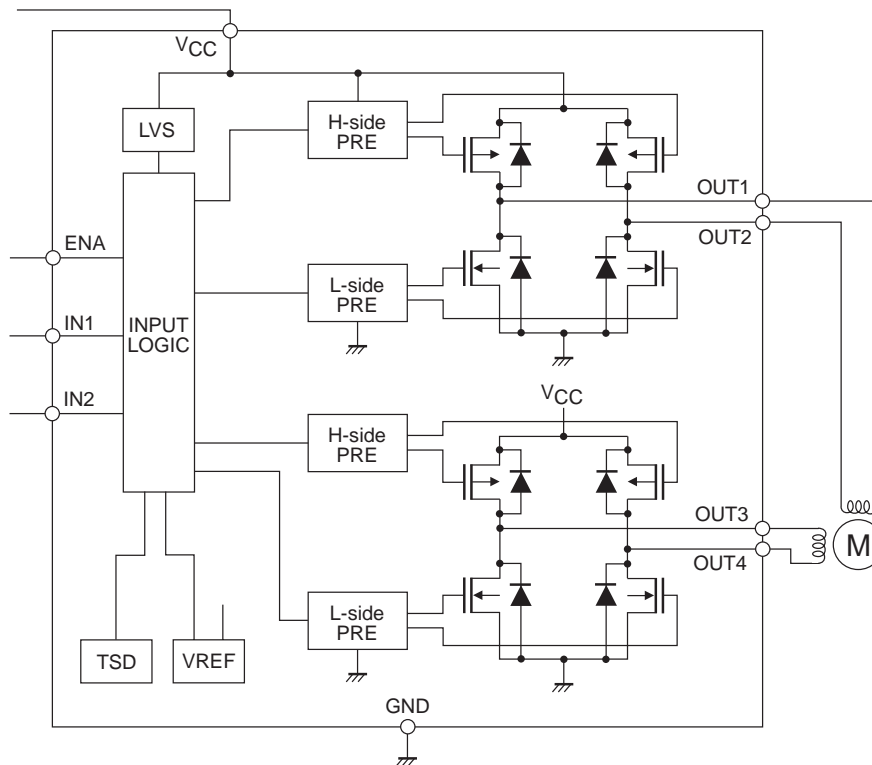 VCC
LVS
H-side
PRE
OUT1
OUT2
ENA
L-side
PRE
IN1
INPUT
LOGIC
IN2
VCC
H-side
PRE
OUT3
M
OUT4
L-side
PRE
TSD
VREF
GND